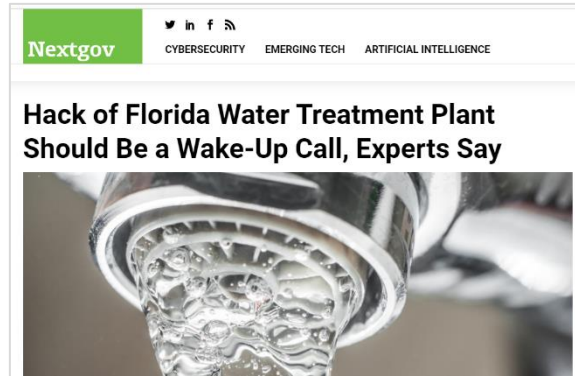 Nextgov
CYBERSECURITY EMERGING TECH ARTIFICIAL INTELLIGENCE
Hack of Florida Water Treatment Plant
Should Be a Wake-Up Call, Experts Say